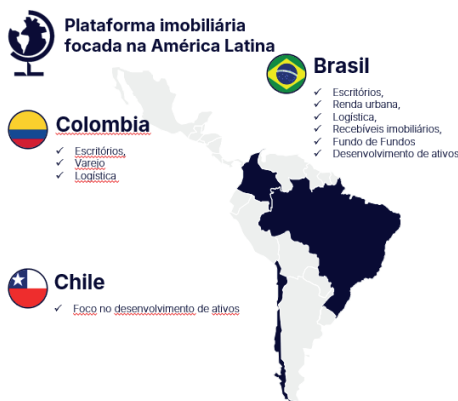 Plataforma imobiliária
focada na América Latina
Brasil
✓ Escritórios,
✓ Renda urbana,
✓ Logística,
✓ Recebíveis imobiliários,
✓ Fundo de Fundos
✓ Desenvolvimento de ativos
Colombia
✓ Escritórios,
✓ Varejo
✓ Logística
Chile
✓ Foco no desenvolvimento de ativos